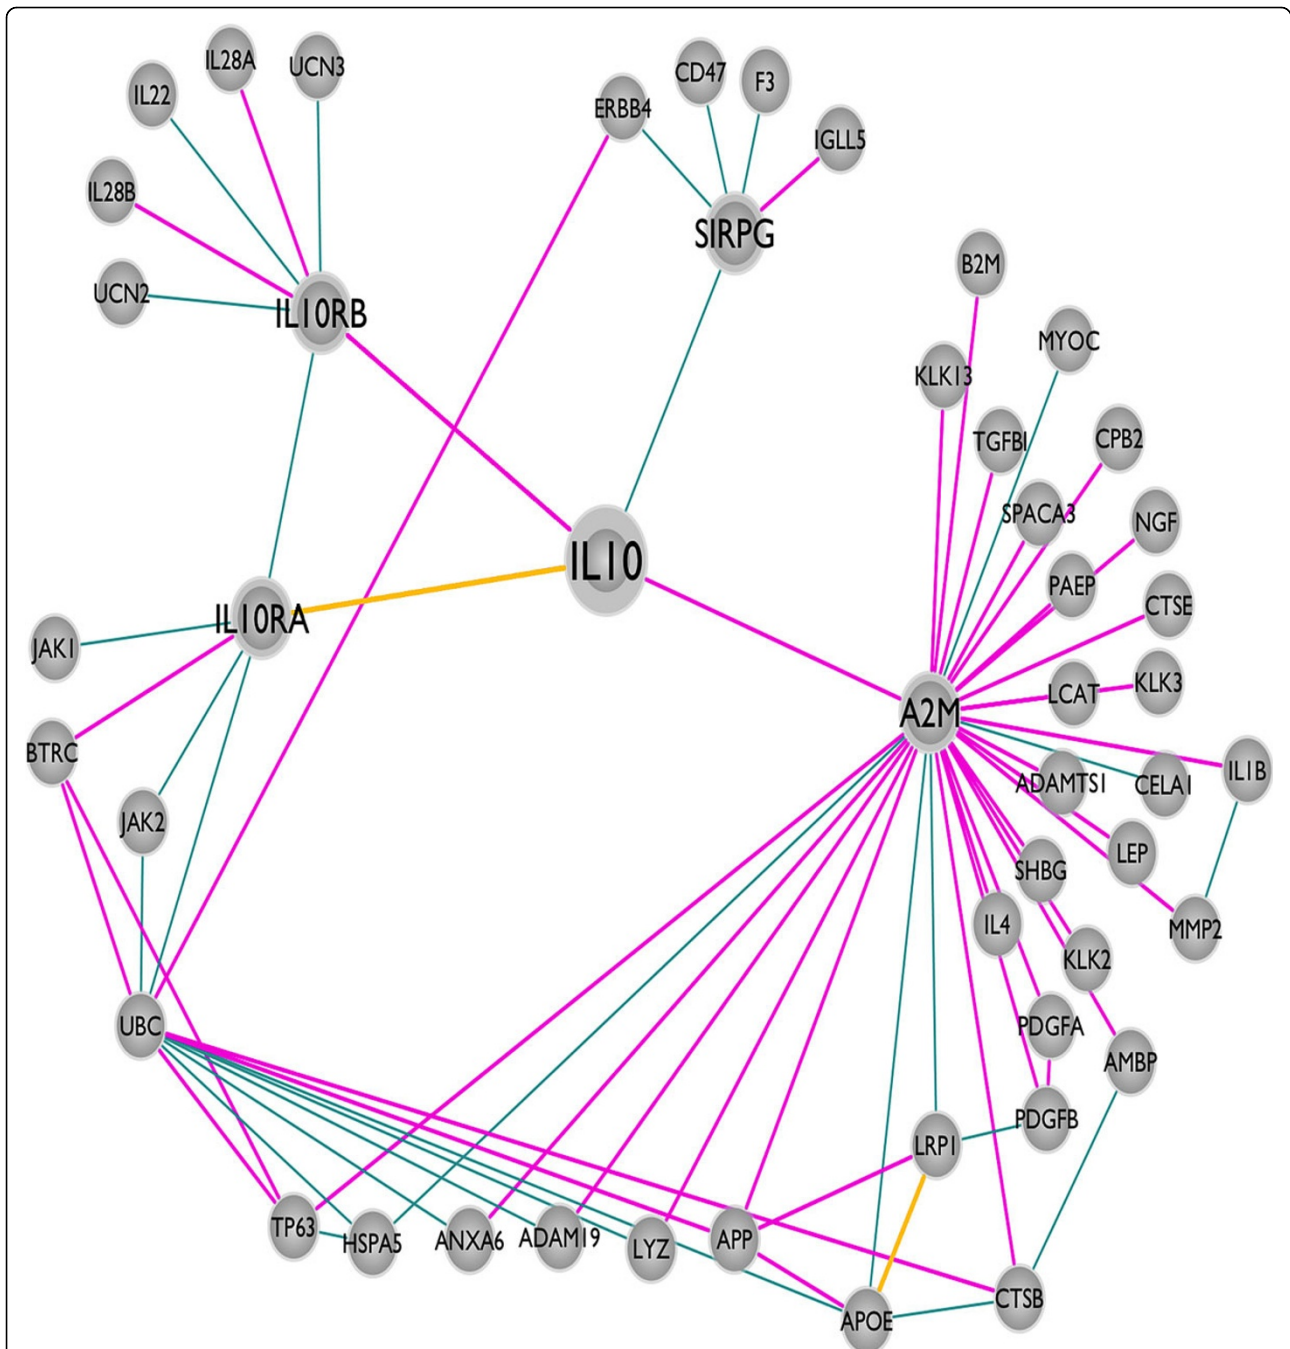 IL28A
UCN3
CD47
F3
IL22
ERBB4
IGLL5
IL28B
SIRPG
B2M
UCN2
IL10RB
MYOC
KLK13
TGFBI
CPB2
SPACA3
NGF
IL10
PAEP
CTSE
IL10RA
JAK1
LCAT
KLK3
A2M
BTRC
ADAMTS1
CELA1
IL1B
JAK2
LEP
SHBG
IL4
MMP2
KLK2
UBC
PDGFA
AMBP
PDGFB
LRP1
TP63
HSPA5
ANXA6
ADAM19
LYZ
APP
CTSB
APOE